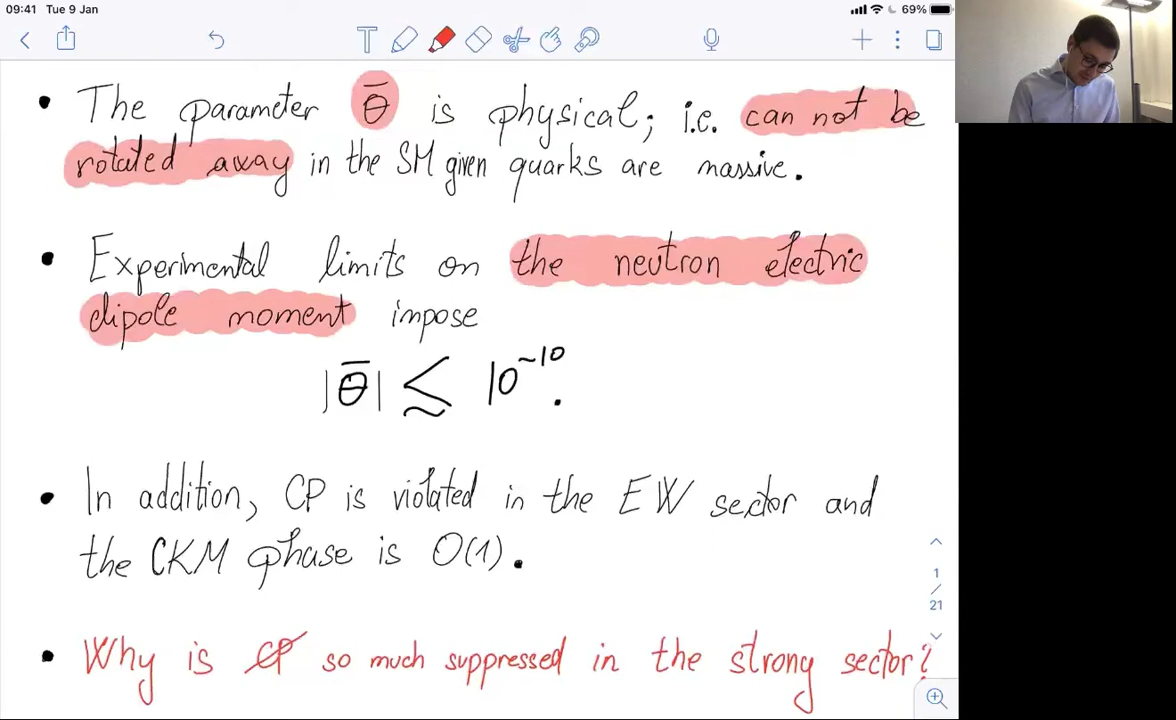 09:41 Tue 9 Jan
69%
• The parameter θ̄ is physical; i.e. can not be
rotated away in the SM given quarks are massive.
• Experimental limits on the neutron electric
dipole moment impose
|θ̄| ≲ 10⁻¹⁰.
• In addition, CP is violated in the EW sector and
the CKM phase is O(1).
• Why is C̸P̸ so much suppressed in the strong sector?
1
/
21